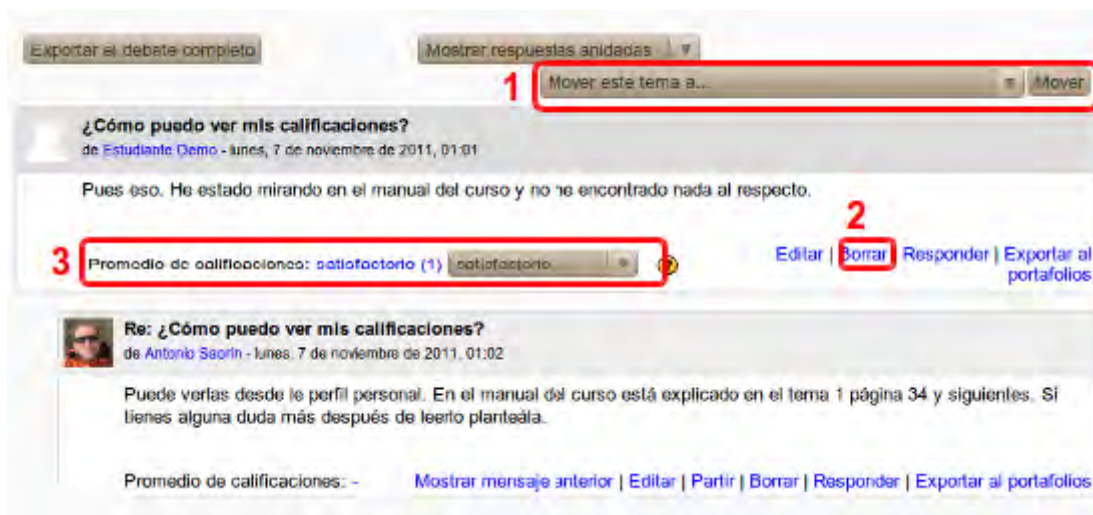 Exportar el debate completo
Mostrar respuestas anidadas
1
Mover este tema a...
Mover
¿Cómo puedo ver mis calificaciones?
de Estudiante Demo - lunes, 7 de noviembre de 2011, 01:01
Pues eso. He estado mirando en el manual del curso y no he encontrado nada al respecto.
2
3
Promedio de calificaciones: satisfactorio (1)
satisfactorio
Editar | Borrar | Responder | Exportar al
portafolios
Re: ¿Cómo puedo ver mis calificaciones?
de Antonio Saorín - lunes, 7 de noviembre de 2011, 01:02
Puede verlas desde le perfil personal. En el manual del curso está explicado en el tema 1 página 34 y siguientes. Si
tienes alguna duda más después de leerlo planteála.
Promedio de calificaciones: -
Mostrar mensaje anterior | Editar | Partir | Borrar | Responder | Exportar al portafolios